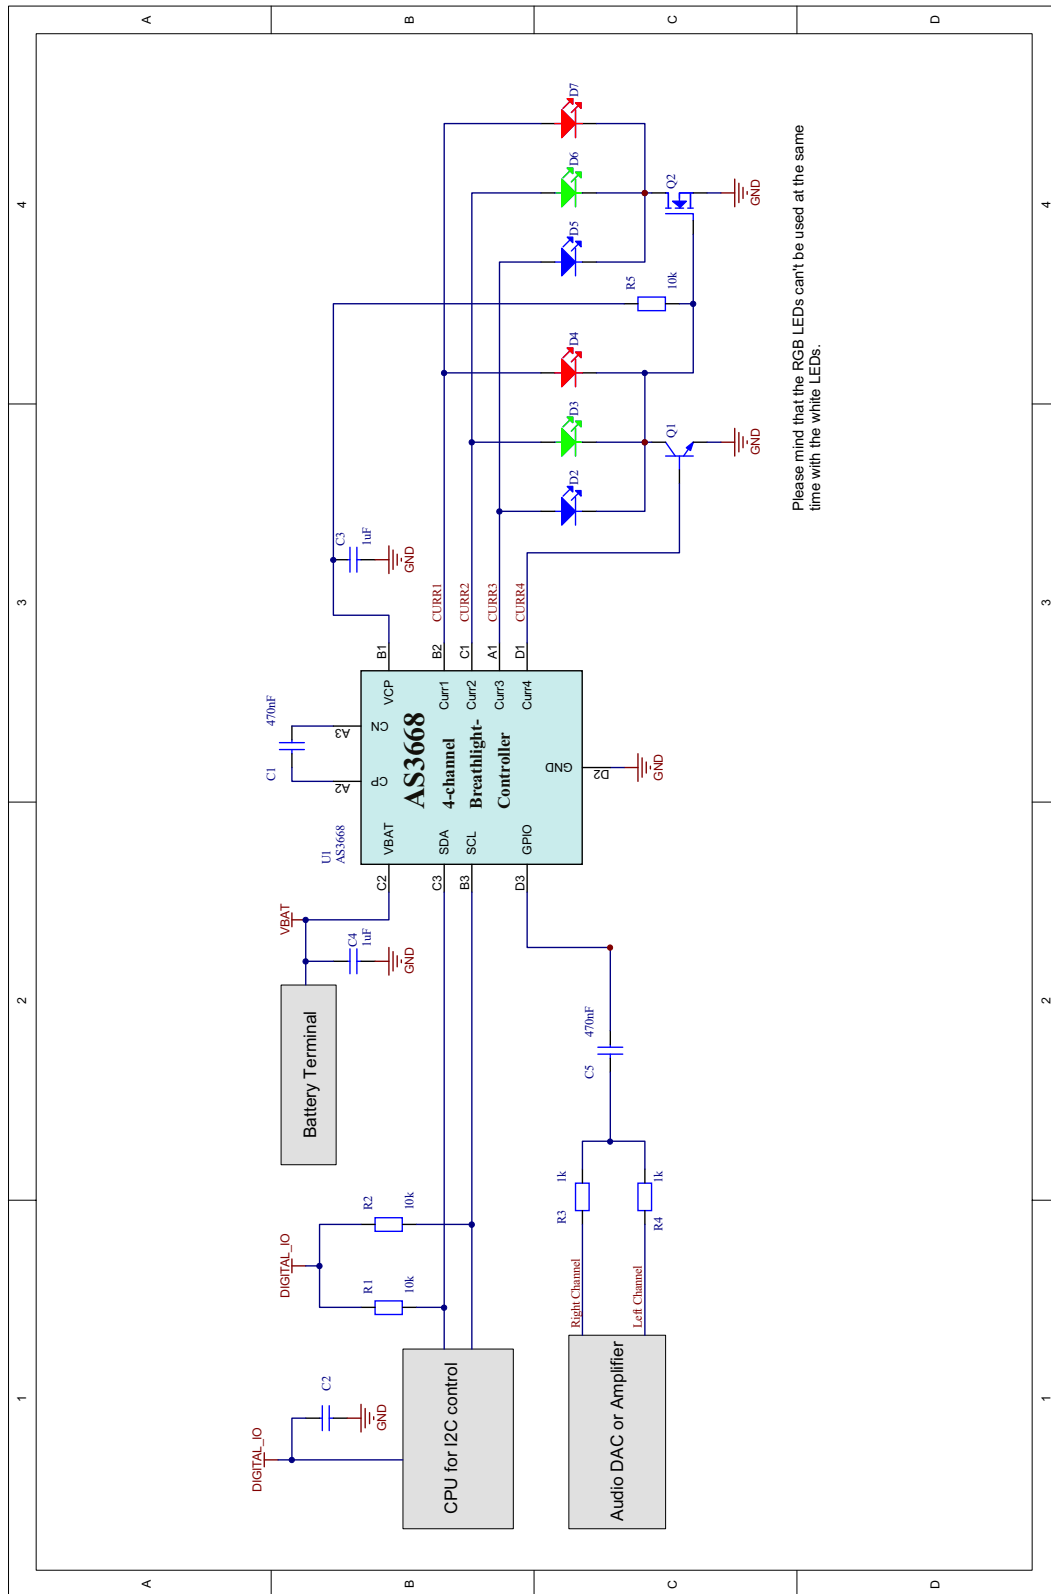 1
2
3
4
A
B
C
D
DIGITAL_IO
C2
GND
CPU for I2C control
DIGITAL_IO
R1
10k
R2
10k
Audio DAC or Amplifier
Right Channel
Left Channel
R3
1k
R4
1k
C5
470nF
Battery Terminal
VBAT
C4
1uF
GND
U1
AS3668
C1
470nF
A2
A3
CP
CN
C2
VBAT
C3
SDA
B3
SCL
D3
GPIO
AS3668
4-channel
Breathlight-
Controller
VCP
B1
Curr1
B2
Curr2
C1
Curr3
A1
Curr4
D1
GND
D2
GND
C3
1uF
GND
CURR1
CURR2
CURR3
CURR4
D2
D3
D4
Q1
GND
R5
10k
D5
D6
D7
Q2
GND
Please mind that the RGB LEDs can't be used at the same
time with the white LEDs.
A
B
C
D
1
2
3
4